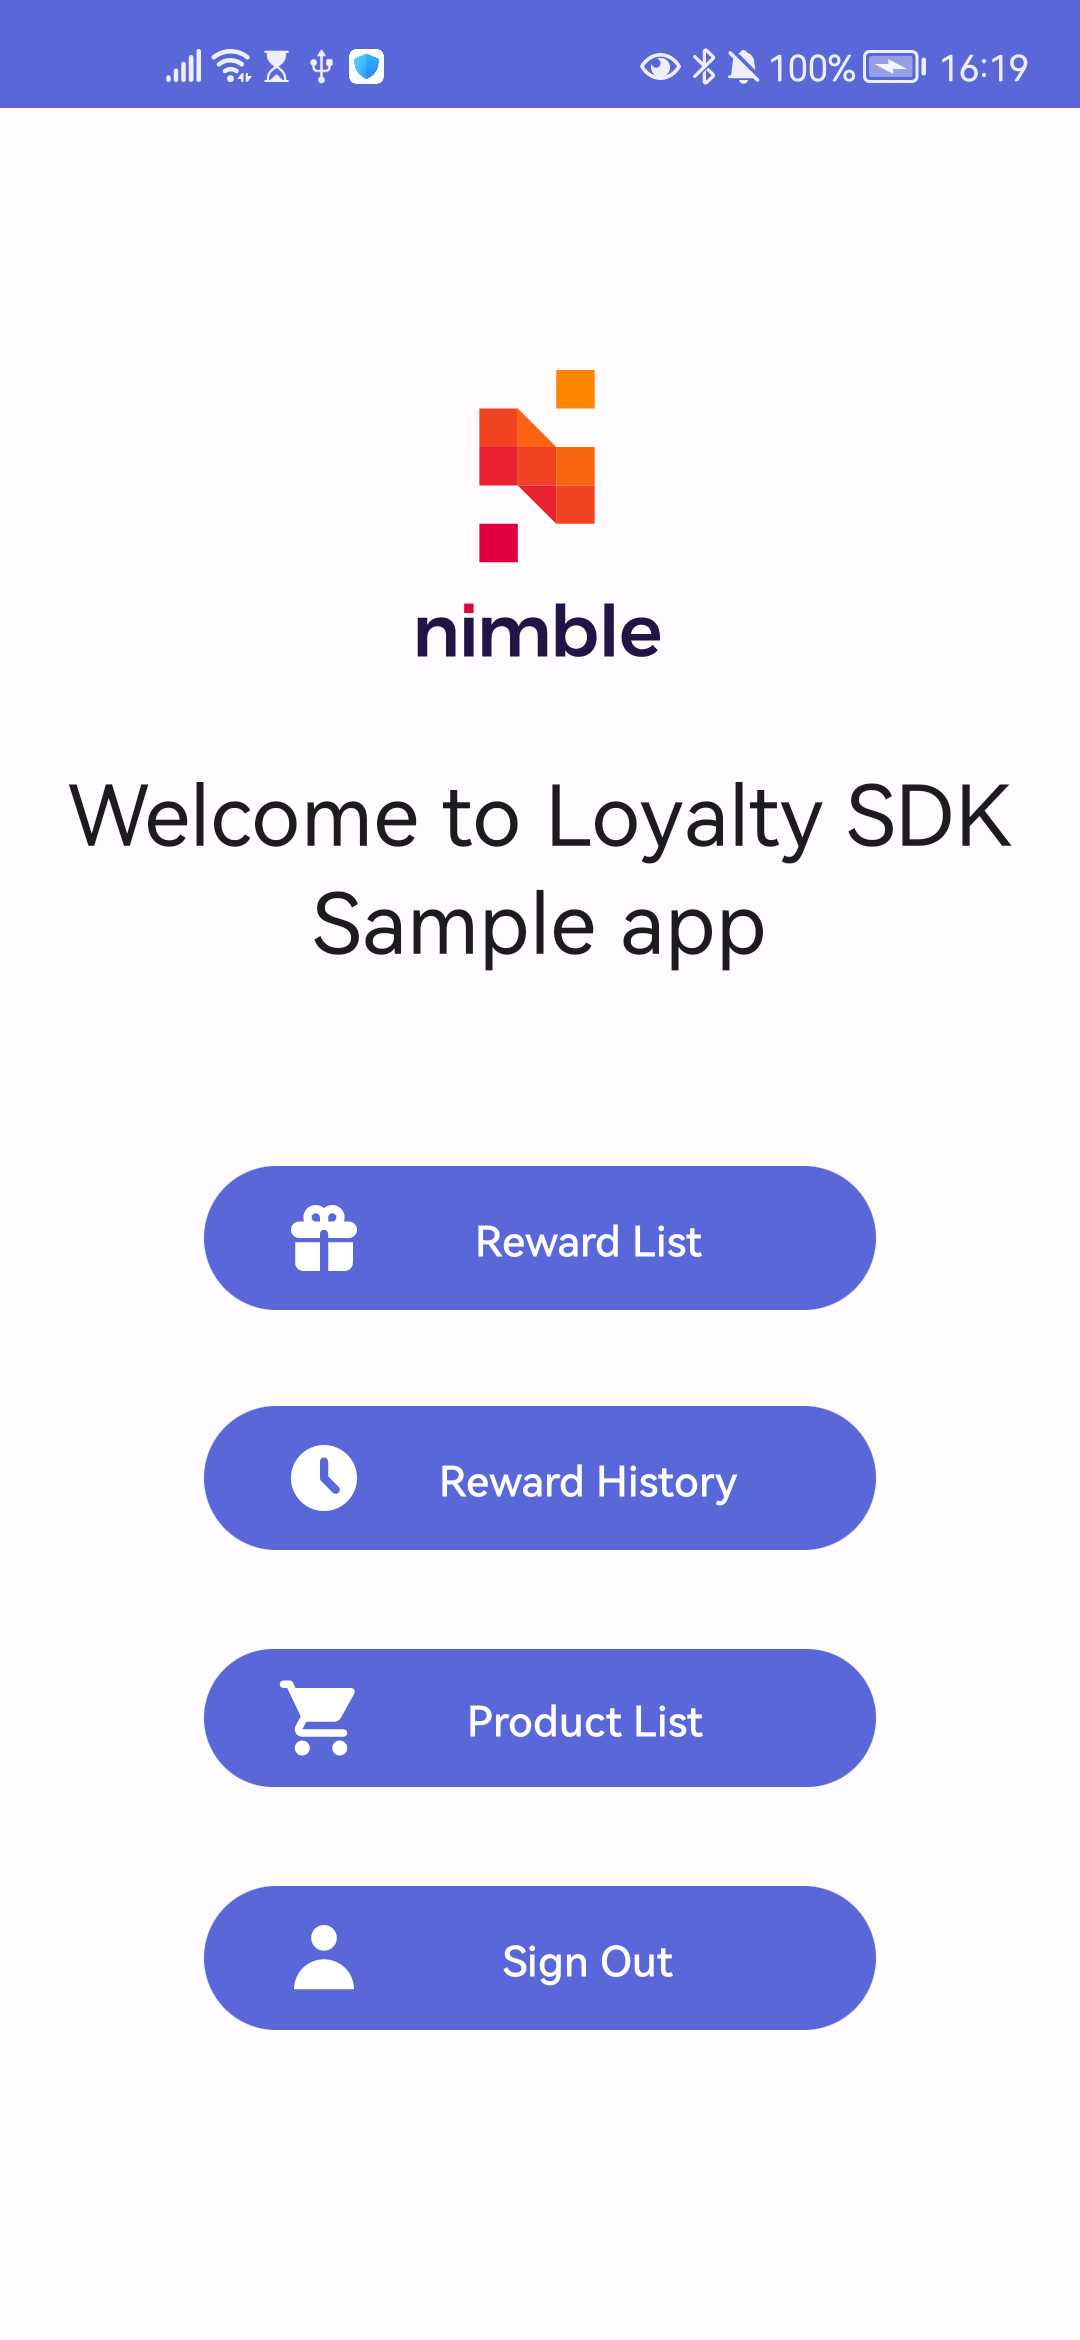 100% 16:19
nimble
Welcome to Loyalty SDK
Sample app
Reward List
Reward History
Product List
Sign Out